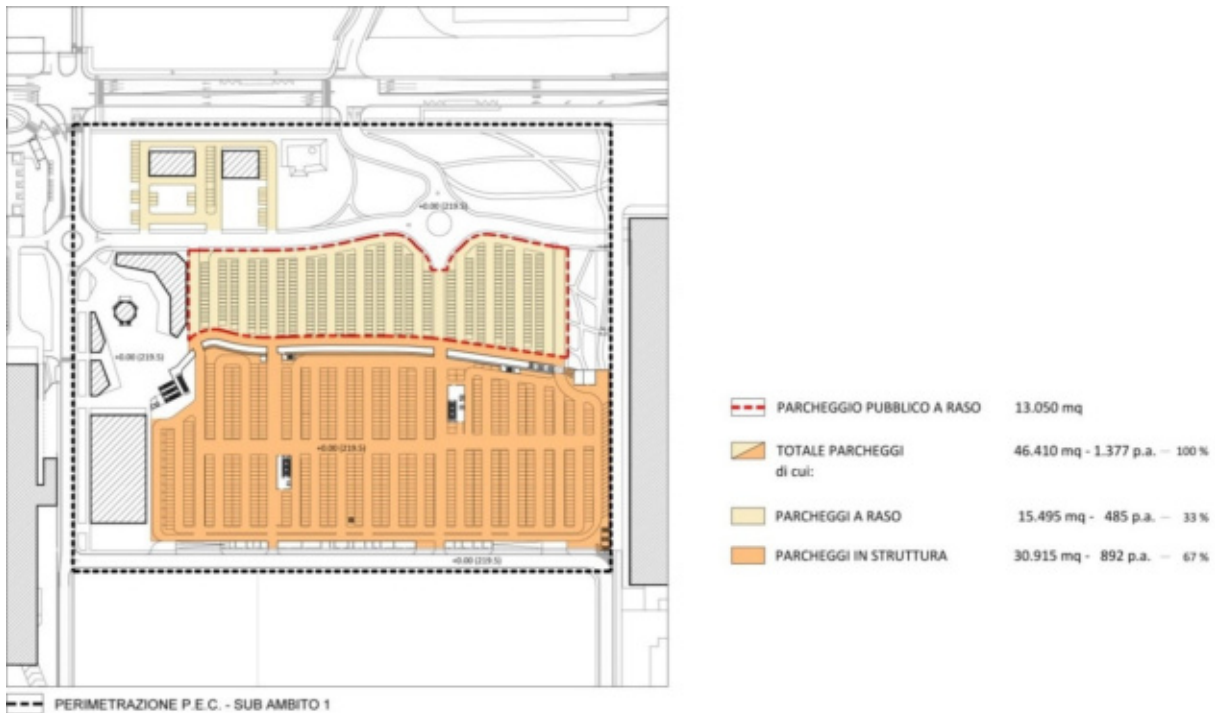 +0.00 (219.5)
+0.00 (219.5)
+0.00 (219.5)
+0.00 (219.5)
PARCHEGGIO PUBBLICO A RASO 13.050 mq
TOTALE PARCHEGGI 46.410 mq - 1.377 p.a. — 100 %
di cui:
PARCHEGGI A RASO 15.495 mq - 485 p.a. — 33 %
PARCHEGGI IN STRUTTURA 30.915 mq - 892 p.a. — 67 %
PERIMETRAZIONE P.E.C. - SUB AMBITO 1